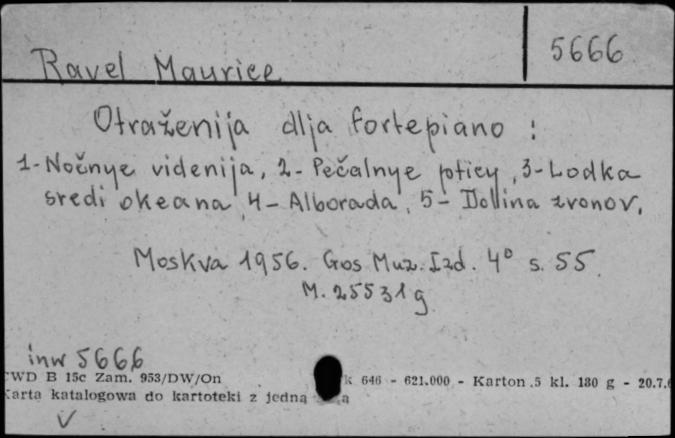 Ravel Maurice
5666
Otraženija dlja fortepiano :
1-Nočnye videnija, 2- Pečalnye pticy, 3-Lodka
sredi okeana, 4- Alborada, 5- Dolina zvonov.
Moskva 1956. Gos. Muz. Izd. 4° s. 55.
M. 25531 g
inw 5666
CWD B 15c Zam. 953/DW/On k 646 - 621.000 - Karton .5 kl. 180 g - 20.7.6
Karta katalogowa do kartoteki z jedną a